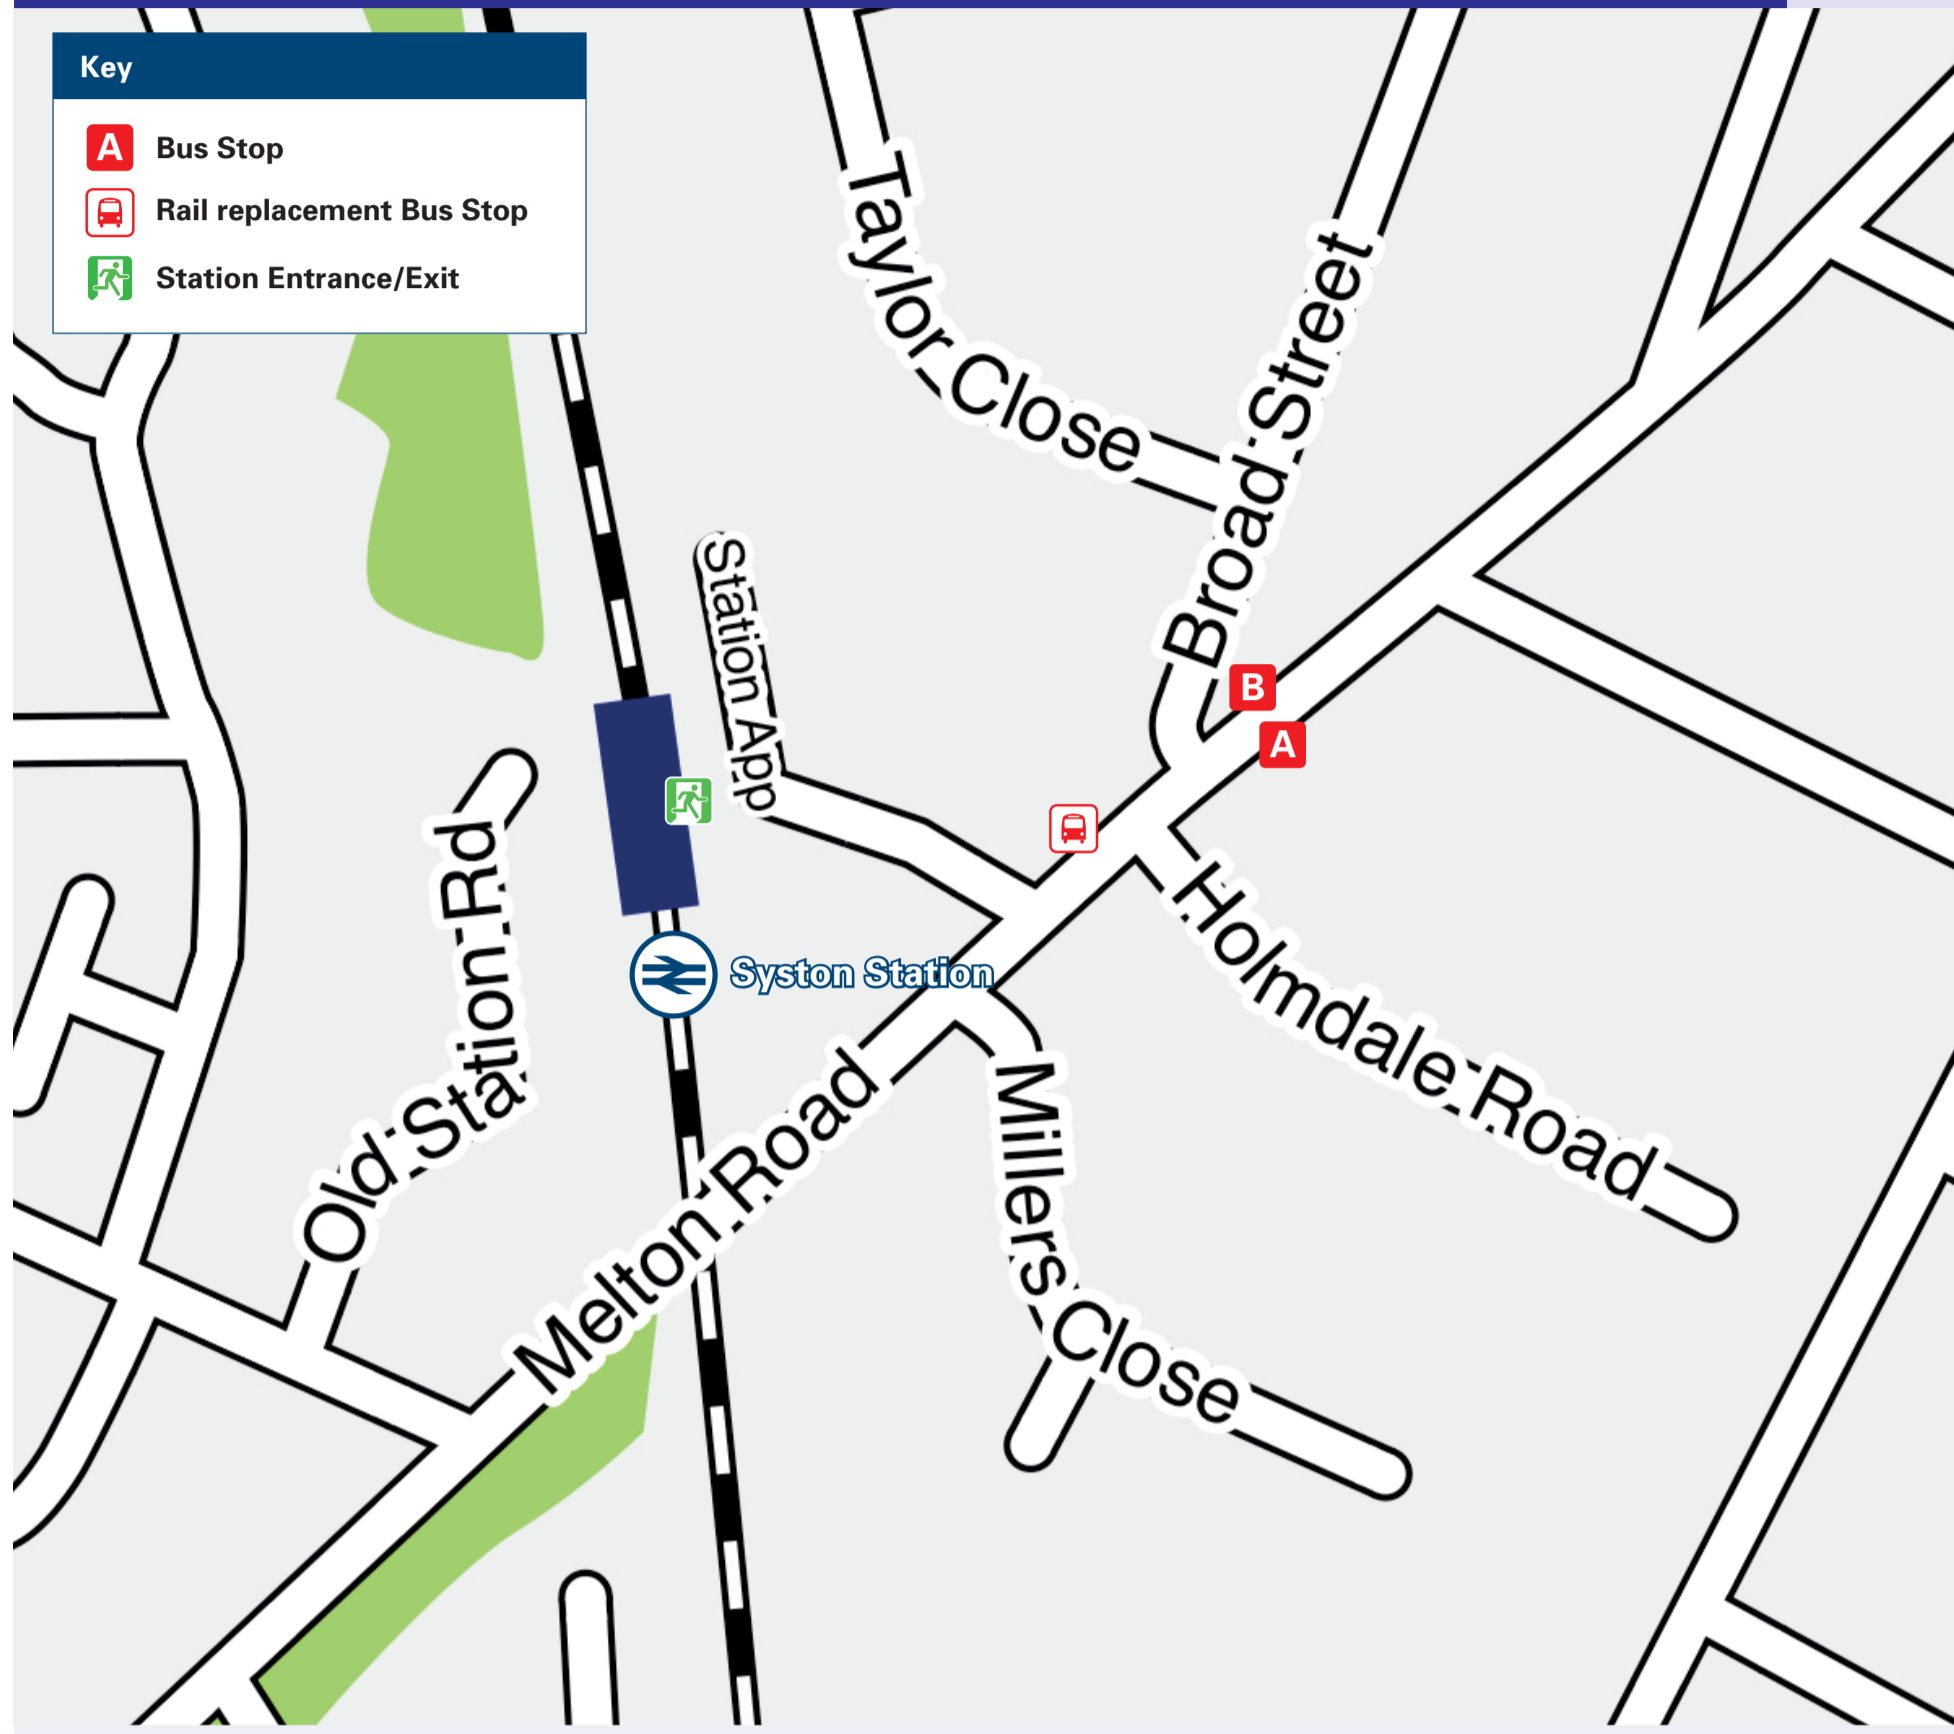 Key
A Bus Stop
Rail replacement Bus Stop
Station Entrance/Exit
Taylor Close
Broad Street
Station App
B
A
Old Station Rd
Syston Station
Holmdale Road
Melton Road
Millers Close